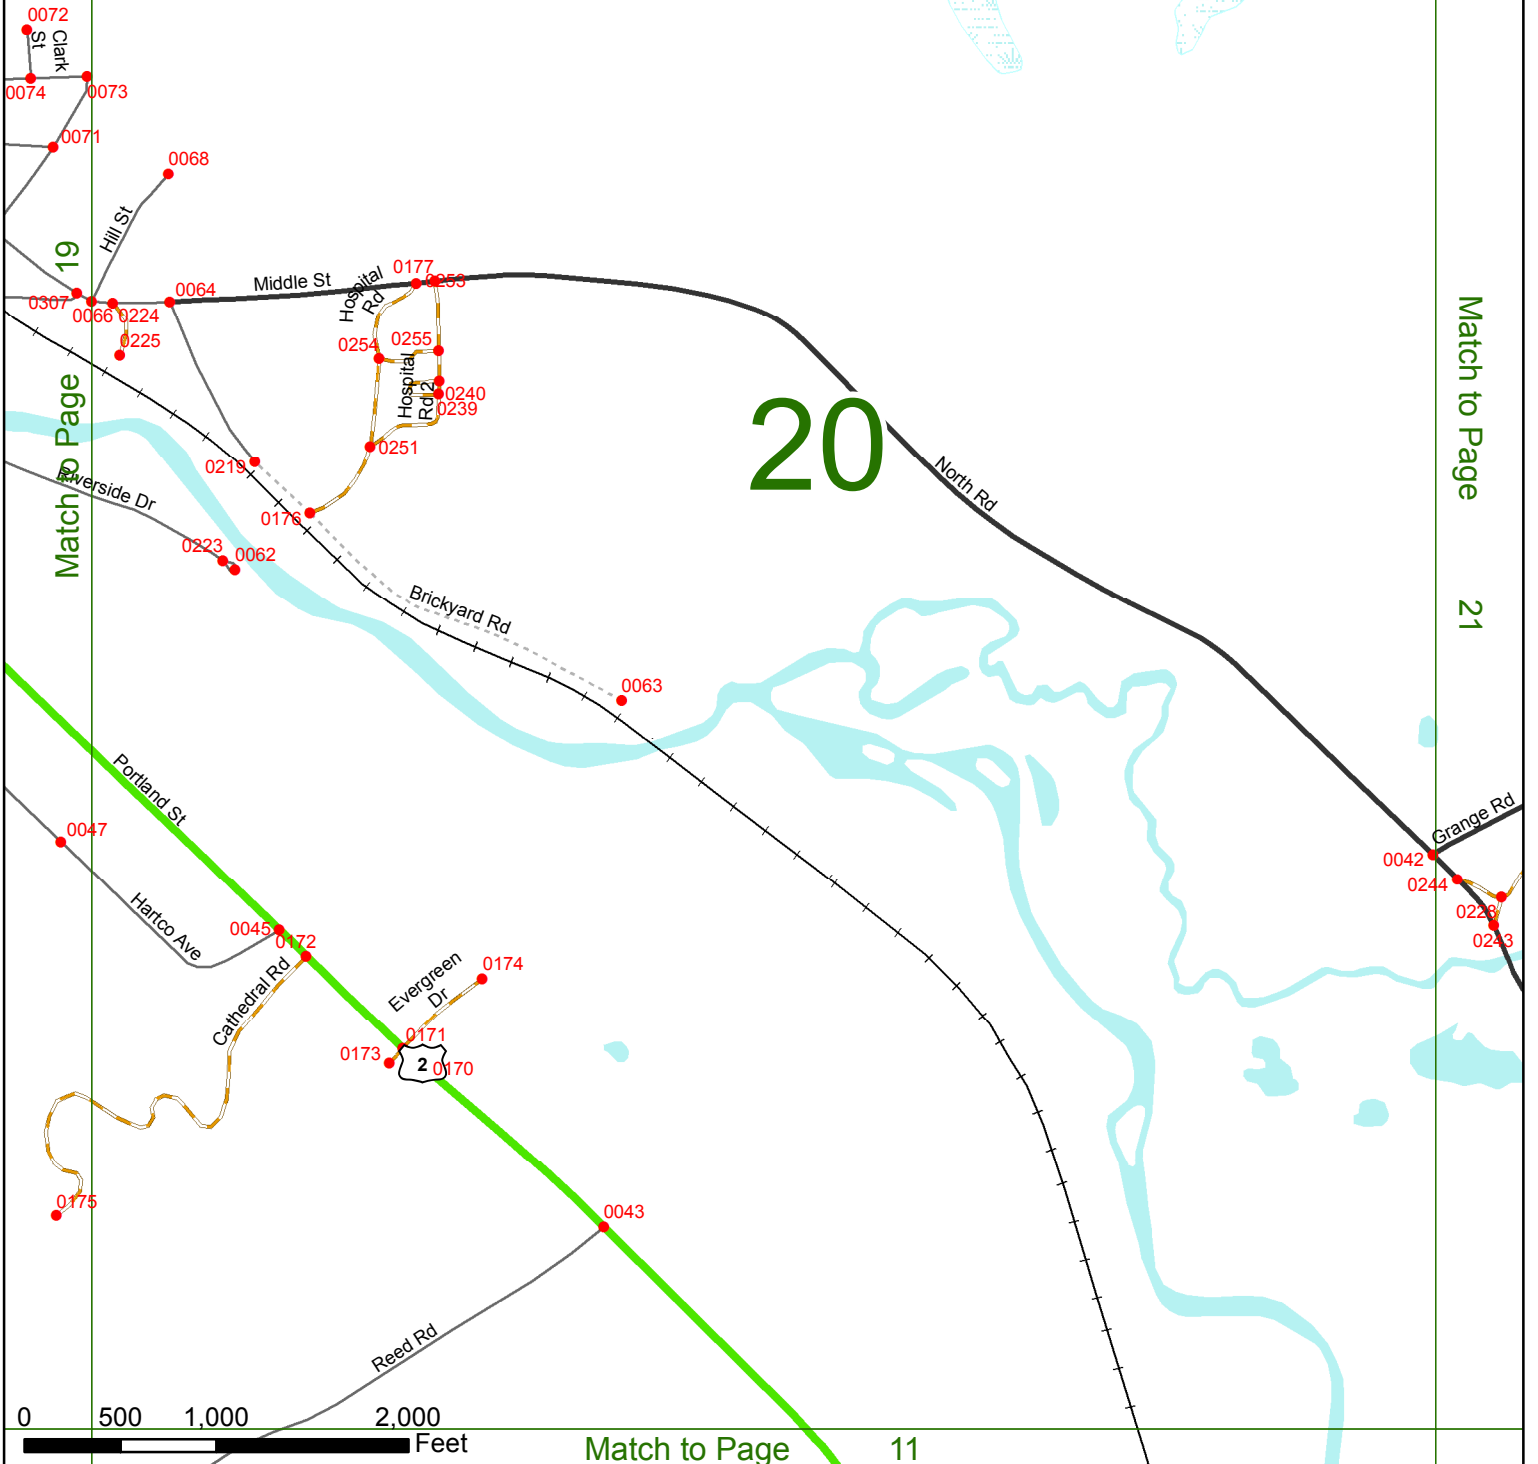 0072
Clark
St
0074
0073
0071
0068
Hill St
19
Match to Page
0307
0066
0224
0225
0064
Middle St
Hospital
Rd
0177
0253
0254
0255
Hospital
Rd 2
0240
0239
0251
0219
0176
Riverside Dr
0223
0062
Brickyard Rd
0063
20
North Rd
Match to Page
21
Portland St
0047
Hartco Ave
0045
0172
Cathedral Rd
Evergreen
Dr
0174
0171
0173
2
0170
0175
0043
Reed Rd
Grange Rd
0042
0244
0228
0243
0
500
1,000
2,000
Feet
Match to Page
11